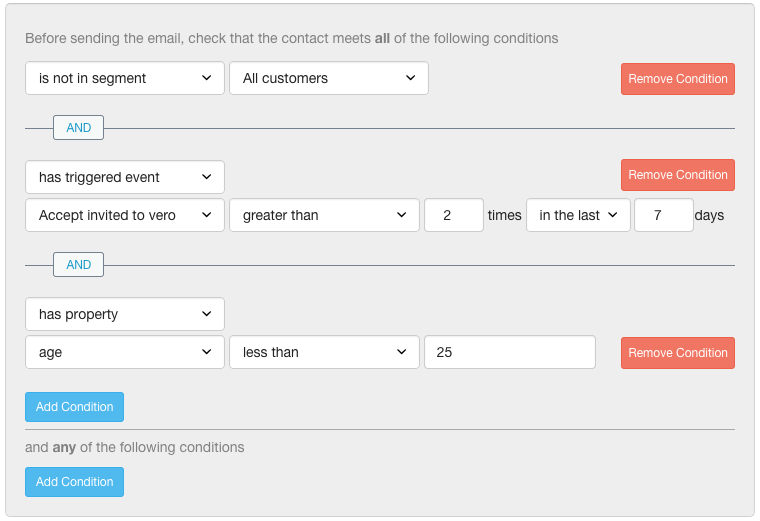 Before sending the email, check that the contact meets all of the following conditions
is not in segment All customers Remove Condition
AND
has triggered event Remove Condition
Accept invited to vero greater than 2 times in the last 7 days
AND
has property
age less than 25 Remove Condition
Add Condition
and any of the following conditions
Add Condition